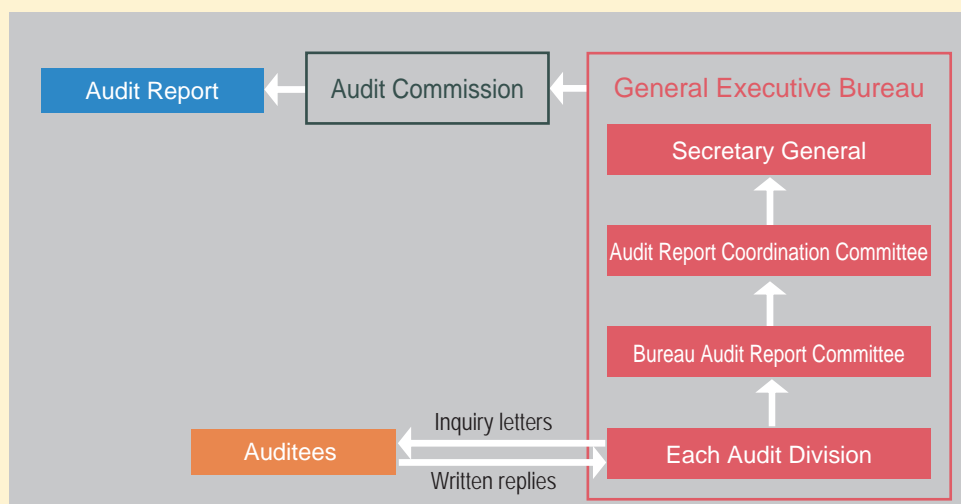 Audit Report
Audit Commission
General Executive Bureau
Secretary General
Audit Report Coordination Committee
Bureau Audit Report Committee
Inquiry letters
Auditees
Each Audit Division
Written replies